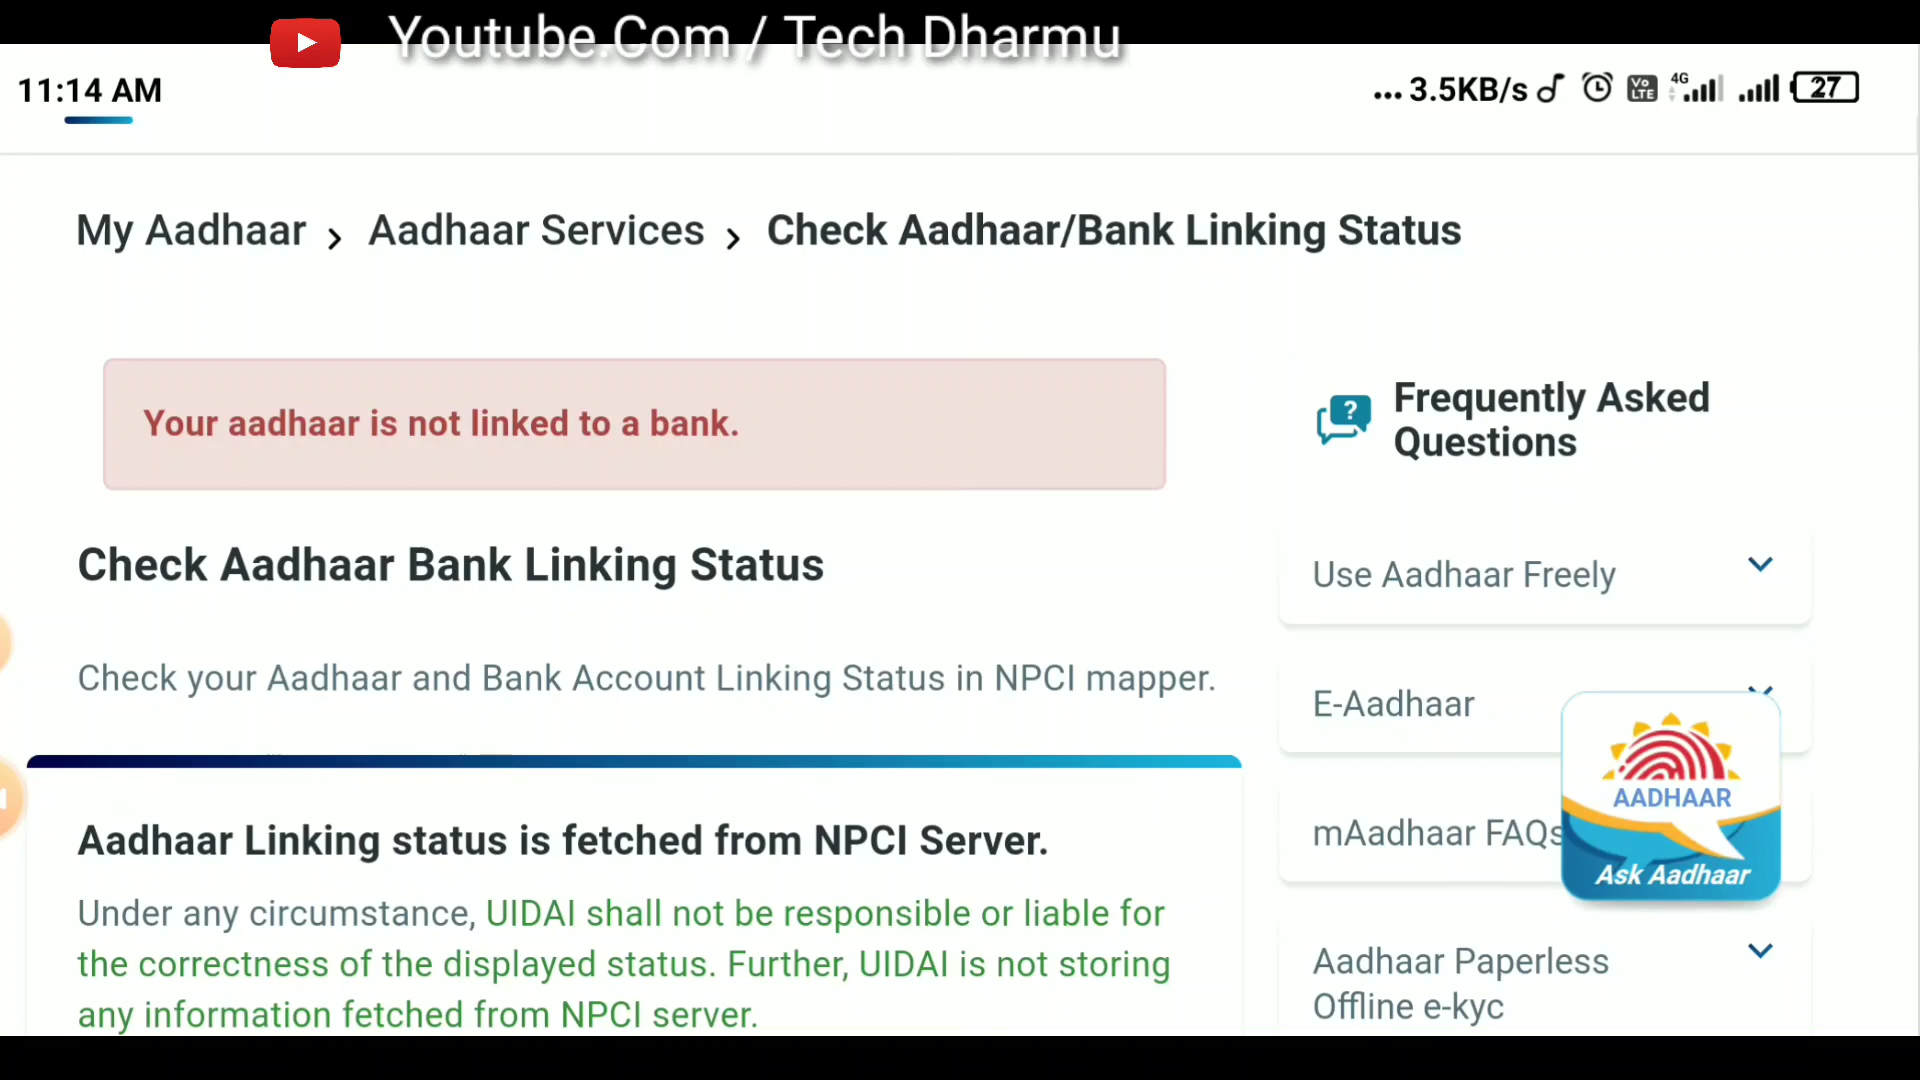 Youtube.Com / Tech Dharmu
11:14 AM
... 3.5KB/s
Vo LTE
4G
27
My Aadhaar > Aadhaar Services > Check Aadhaar/Bank Linking Status
Your aadhaar is not linked to a bank.
Check Aadhaar Bank Linking Status
Check your Aadhaar and Bank Account Linking Status in NPCI mapper.
Aadhaar Linking status is fetched from NPCI Server.
Under any circumstance, UIDAI shall not be responsible or liable for
the correctness of the displayed status. Further, UIDAI is not storing
any information fetched from NPCI server.
Frequently Asked
Questions
Use Aadhaar Freely
E-Aadhaar
mAadhaar FAQs
AADHAAR
Ask Aadhaar
Aadhaar Paperless
Offline e-kyc